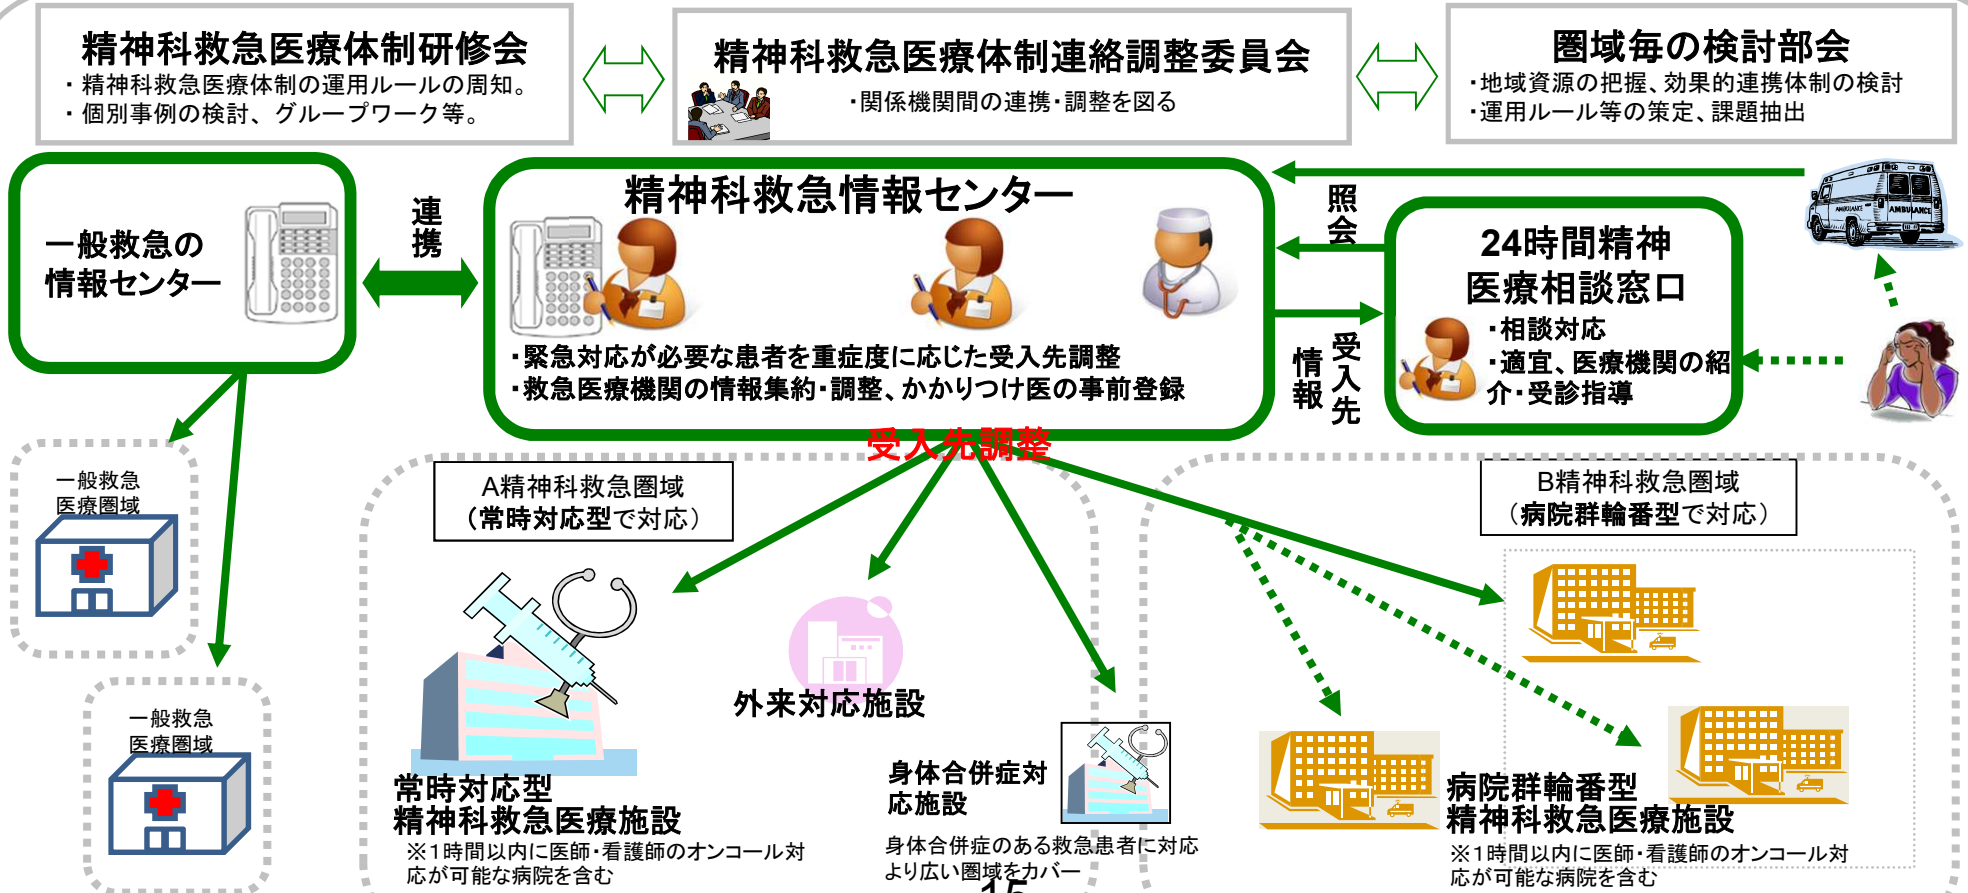 精神科救急医療体制研修会
・精神科救急医療体制の運用ルールの周知。
・個別事例の検討、グループワーク等。
精神科救急医療体制連絡調整委員会
・関係機関間の連携・調整を図る
圏域毎の検討部会
・地域資源の把握、効果的連携体制の検討
・運用ルール等の策定、課題抽出
一般救急の
情報センター
連携
精神科救急情報センター
・緊急対応が必要な患者を重症度に応じた受入先調整
・救急医療機関の情報集約・調整、かかりつけ医の事前登録
照会
受入先
情報
24時間精神
医療相談窓口
・相談対応
・適宜、医療機関の紹
介・受診指導
AMBULANCE
AMBULANCE
受入先調整
一般救急
医療圏域
一般救急
医療圏域
A精神科救急圏域
（常時対応型で対応）
B精神科救急圏域
（病院群輪番型で対応）
常時対応型
精神科救急医療施設
※1時間以内に医師・看護師のオンコール対
応が可能な病院を含む
外来対応施設
身体合併症対
応施設
身体合併症のある救急患者に対応
より広い圏域をカバー
病院群輪番型
精神科救急医療施設
※1時間以内に医師・看護師のオンコール対
応が可能な病院を含む
15